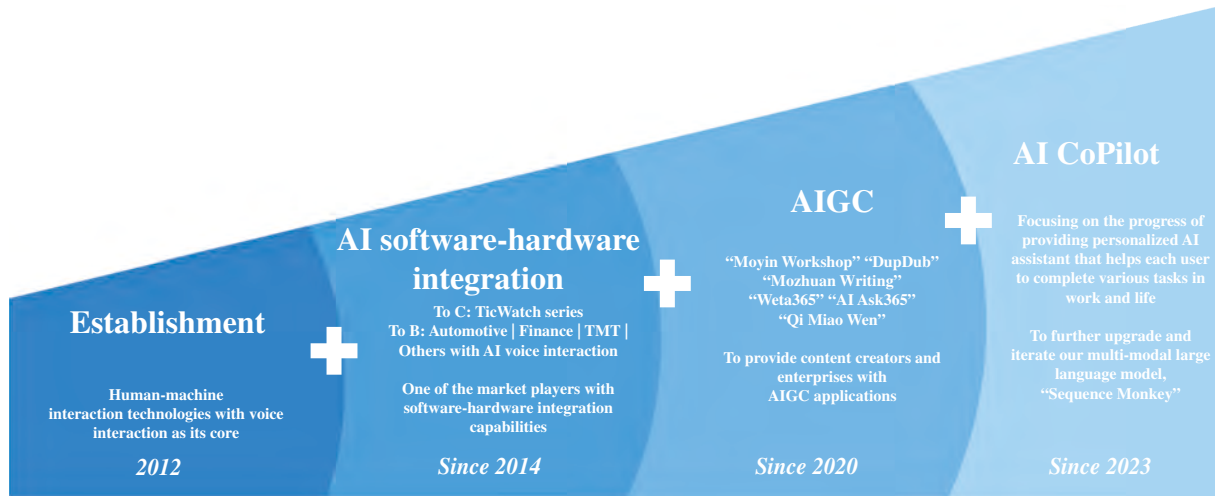 Establishment
Human-machine
interaction technologies with voice
interaction as its core
2012
AI software-hardware
integration
To C: TicWatch series
To B: Automotive | Finance | TMT |
Others with AI voice interaction
One of the market players with
software-hardware integration
capabilities
Since 2014
AIGC
“Moyin Workshop” “DupDub”
“Mozhuan Writing”
“Weta365” “AI Ask365”
“Qi Miao Wen”
To provide content creators and
enterprises with
AIGC applications
Since 2020
AI CoPilot
Focusing on the progress of
providing personalized AI
assistant that helps each user
to complete various tasks in
work and life
To further upgrade and
iterate our multi-modal large
language model,
“Sequence Monkey”
Since 2023